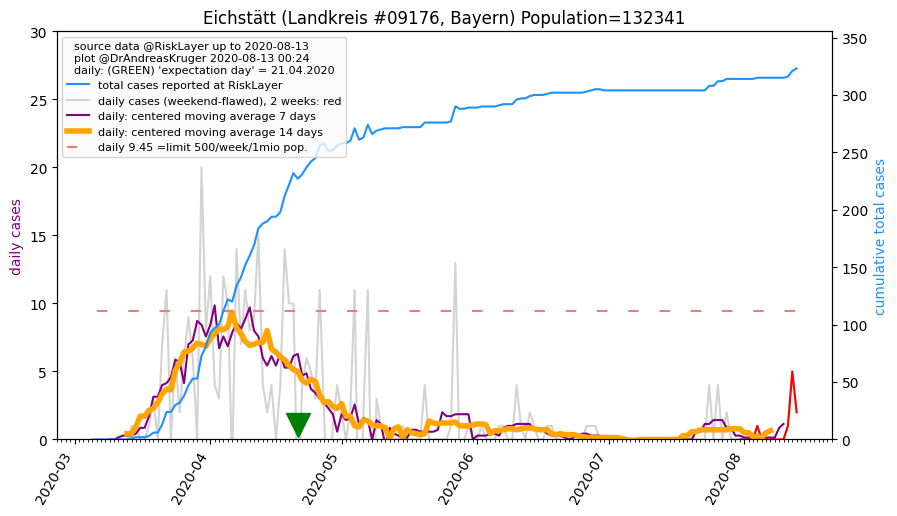 Eichstätt (Landkreis #09176, Bayern) Population=132341
source data @RiskLayer up to 2020-08-13
plot @DrAndreasKruger 2020-08-13 00:24
daily: (GREEN) 'expectation day' = 21.04.2020
total cases reported at RiskLayer
daily cases (weekend-flawed), 2 weeks: red
daily: centered moving average 7 days
daily: centered moving average 14 days
daily 9.45 =limit 500/week/1mio pop.
daily cases
30
25
20
15
10
5
0
350
300
250
200
150
100
50
0
cumulative total cases
2020-03
2020-04
2020-05
2020-06
2020-07
2020-08